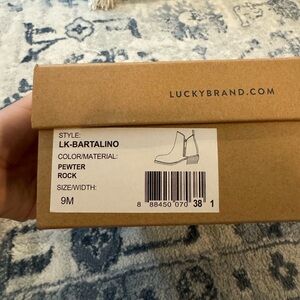 LUCKYBRAND.COM
STYLE:
LK-BARTALINO
COLOR/MATERIAL:
PEWTER
ROCK
SIZE/WIDTH:
9M
8 88450 070 38 1